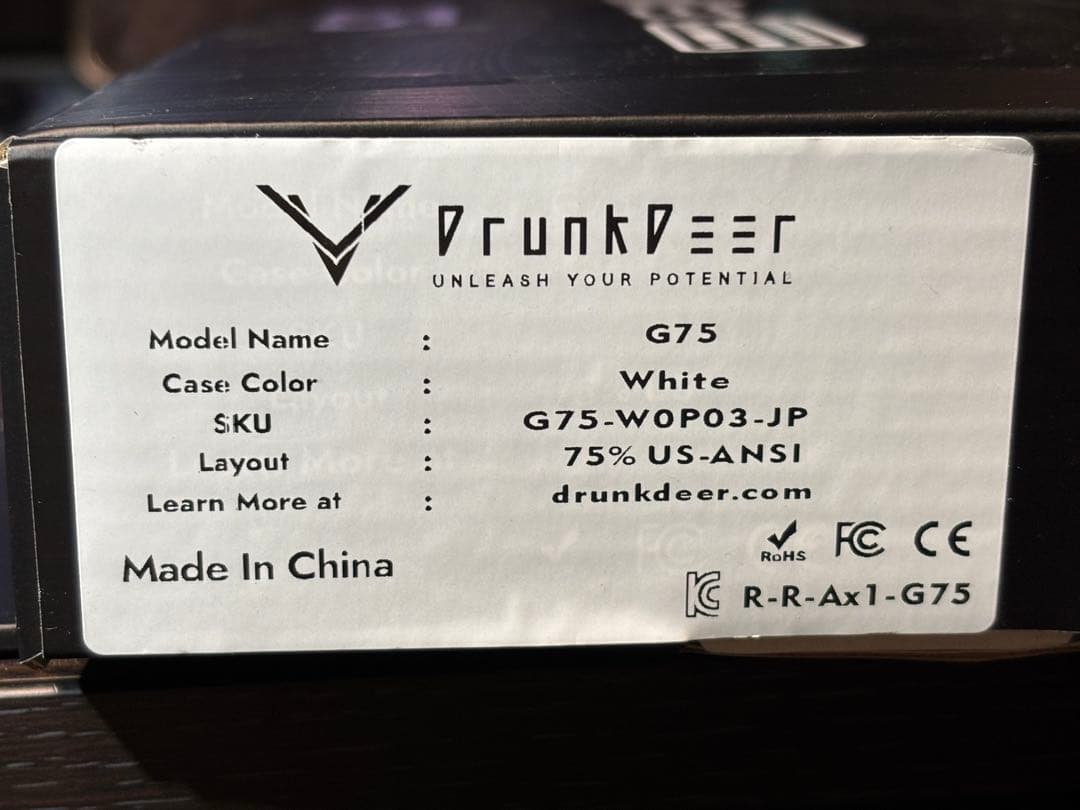 DrunkDeer
UNLEASH YOUR POTENTIAL
Model Name : G75
Case Color : White
SKU : G75-W0P03-JP
Layout : 75% US-ANSI
Learn More at : drunkdeer.com
RoHS FC CE
Made In China
KC R-R-Ax1-G75